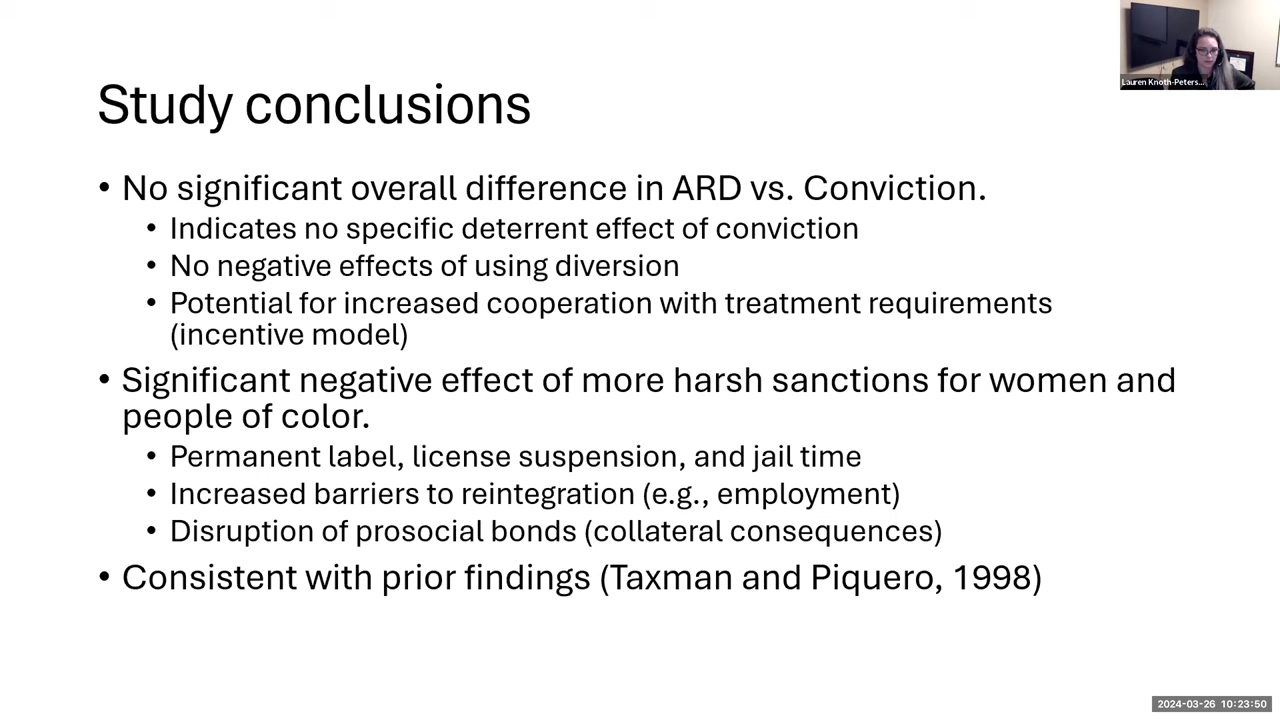 Lauren Knoth-Peters...
Study conclusions
• No significant overall difference in ARD vs. Conviction.
• Indicates no specific deterrent effect of conviction
• No negative effects of using diversion
• Potential for increased cooperation with treatment requirements
(incentive model)
• Significant negative effect of more harsh sanctions for women and
people of color.
• Permanent label, license suspension, and jail time
• Increased barriers to reintegration (e.g., employment)
• Disruption of prosocial bonds (collateral consequences)
• Consistent with prior findings (Taxman and Piquero, 1998)
2024-03-26 10:23:50